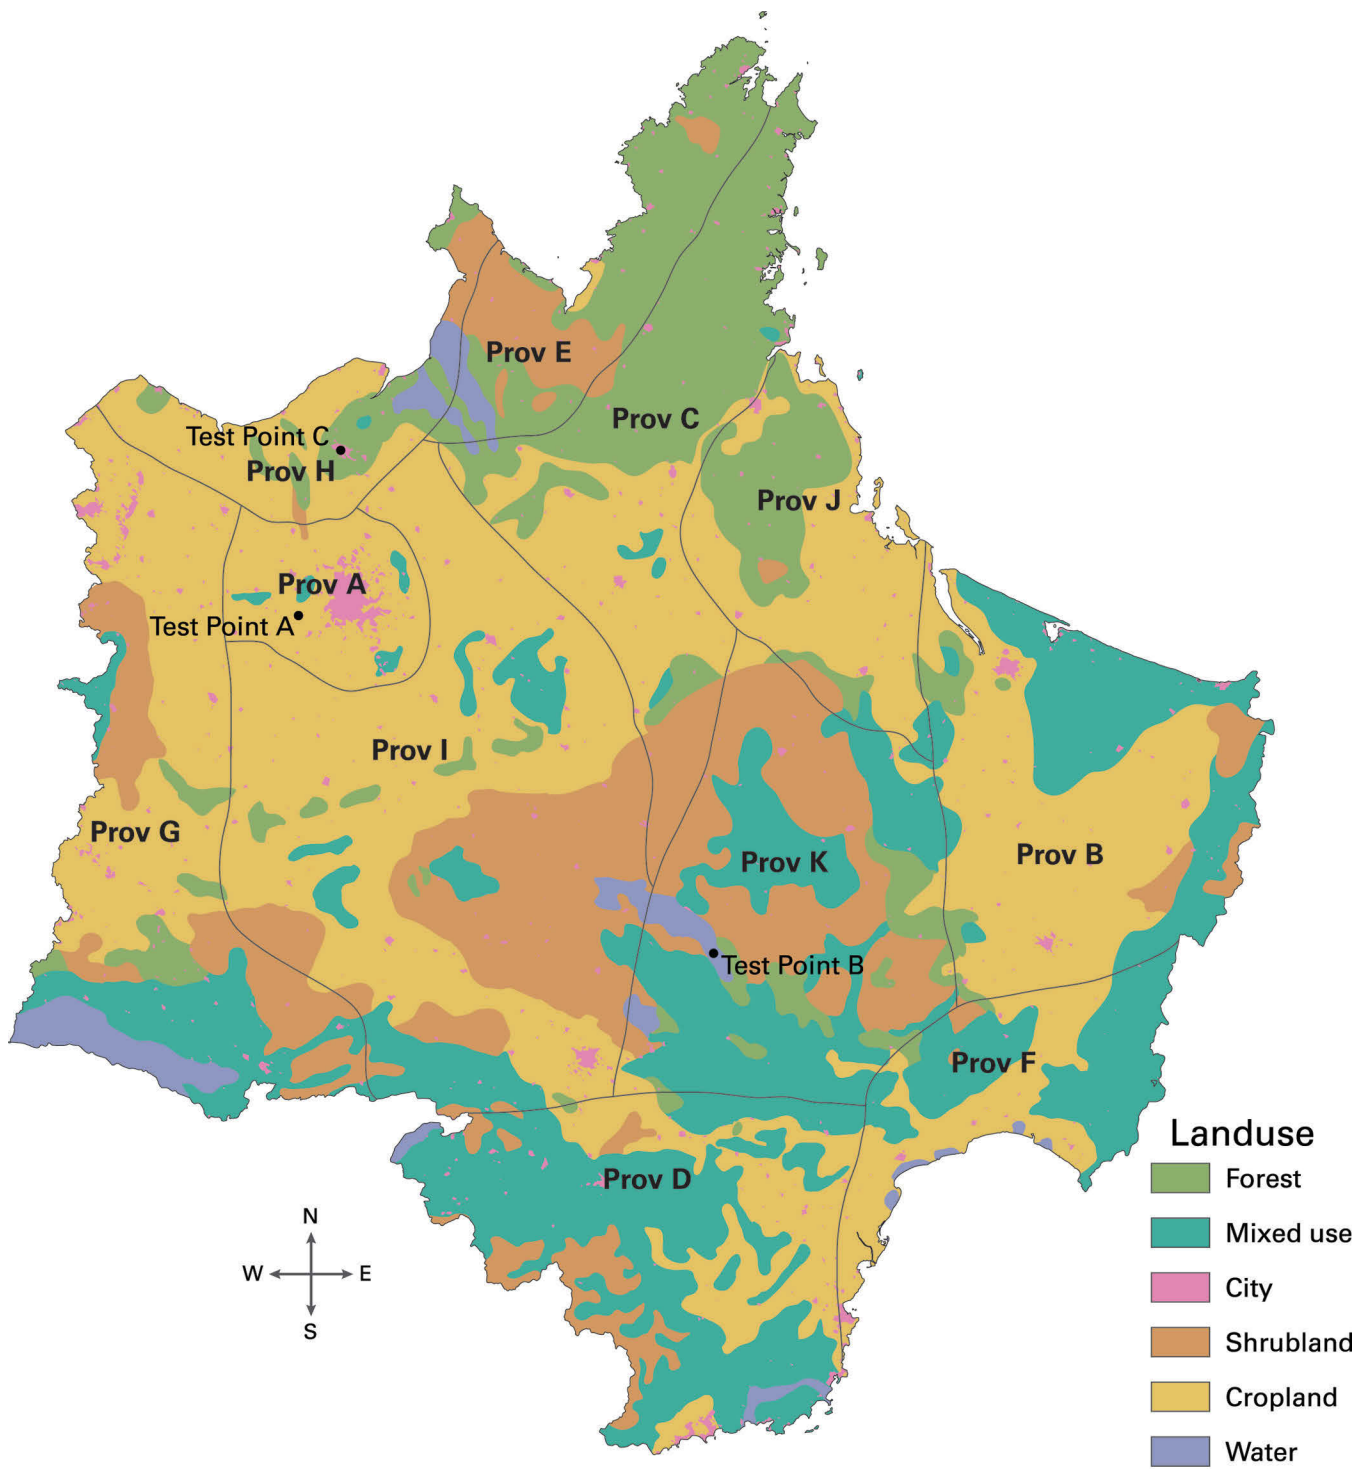 Prov E
Prov C
Test Point C
Prov H
Prov J
Prov A
Test Point A
Prov I
Prov G
Prov K
Prov B
Test Point B
Prov F
Prov D
N
W
E
S
Landuse
Forest
Mixed use
City
Shrubland
Cropland
Water